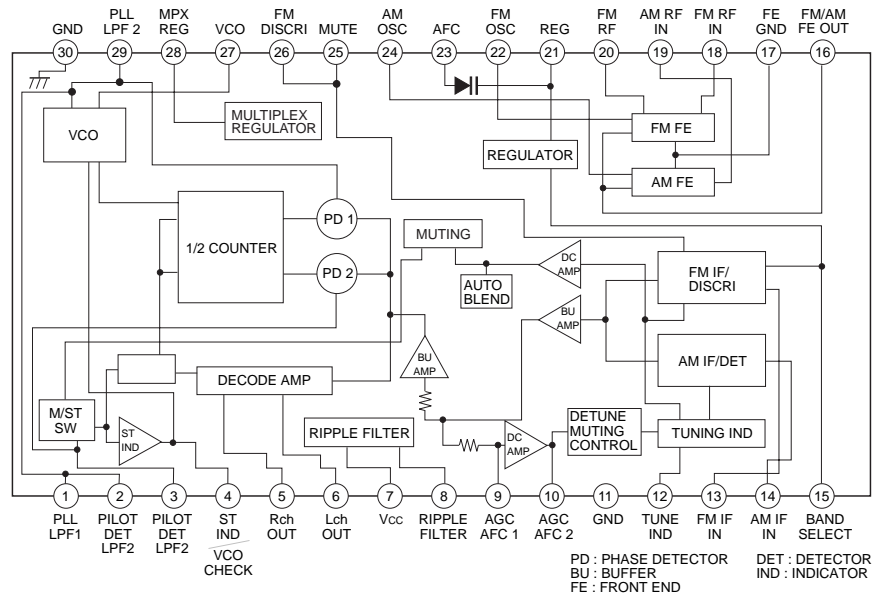 GND
PLL
LPF 2
MPX
REG
VCO
FM
DISCRI
MUTE
AM
OSC
AFC
FM
OSC
REG
FM
RF
AM RF
IN
FM RF
IN
FE
GND
FM/AM
FE OUT
30
29
28
27
26
25
24
23
22
21
20
19
18
17
16
VCO
MULTIPLEX
REGULATOR
REGULATOR
FM FE
AM FE
1/2 COUNTER
PD 1
PD 2
MUTING
AUTO
BLEND
DC
AMP
BU
AMP
FM IF/
DISCRI
AM IF/DET
BU
AMP
DECODE AMP
M/ST
SW
ST
IND
RIPPLE FILTER
DC
AMP
DETUNE
MUTING
CONTROL
TUNING IND
1
2
3
4
5
6
7
8
9
10
11
12
13
14
15
PLL
LPF1
PILOT
DET
LPF2
PILOT
DET
LPF2
ST
IND
VCO
CHECK
Rch
OUT
Lch
OUT
Vcc
RIPPLE
FILTER
AGC
AFC 1
AGC
AFC 2
GND
TUNE
IND
FM IF
IN
AM IF
IN
BAND
SELECT
PD : PHASE DETECTOR
BU : BUFFER
FE : FRONT END
DET : DETECTOR
IND : INDICATOR